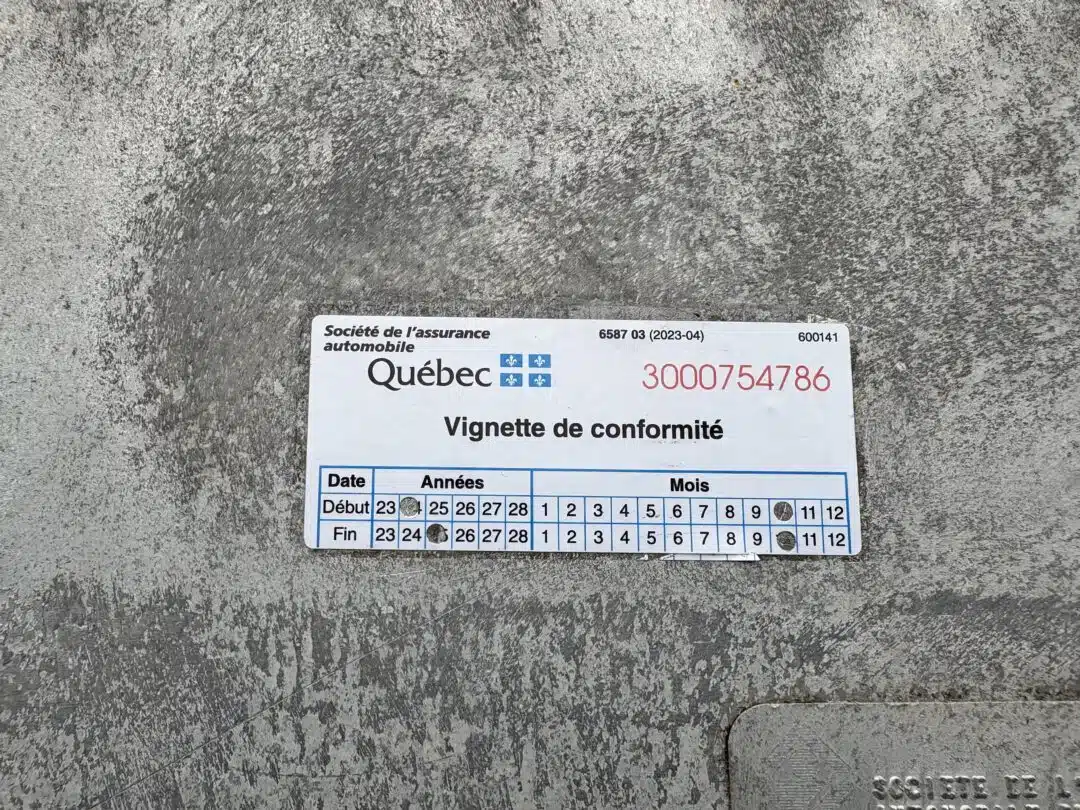 Société de l'assurance
automobile
Québec
6587 03 (2023-04)
600141
3000754786
Vignette de conformité
Date Années Mois
Début 23 25 26 27 28 1 2 3 4 5 6 7 8 9 11 12
Fin 23 24 26 27 28 1 2 3 4 5 6 7 8 9 11 12
SOCIETE DE L